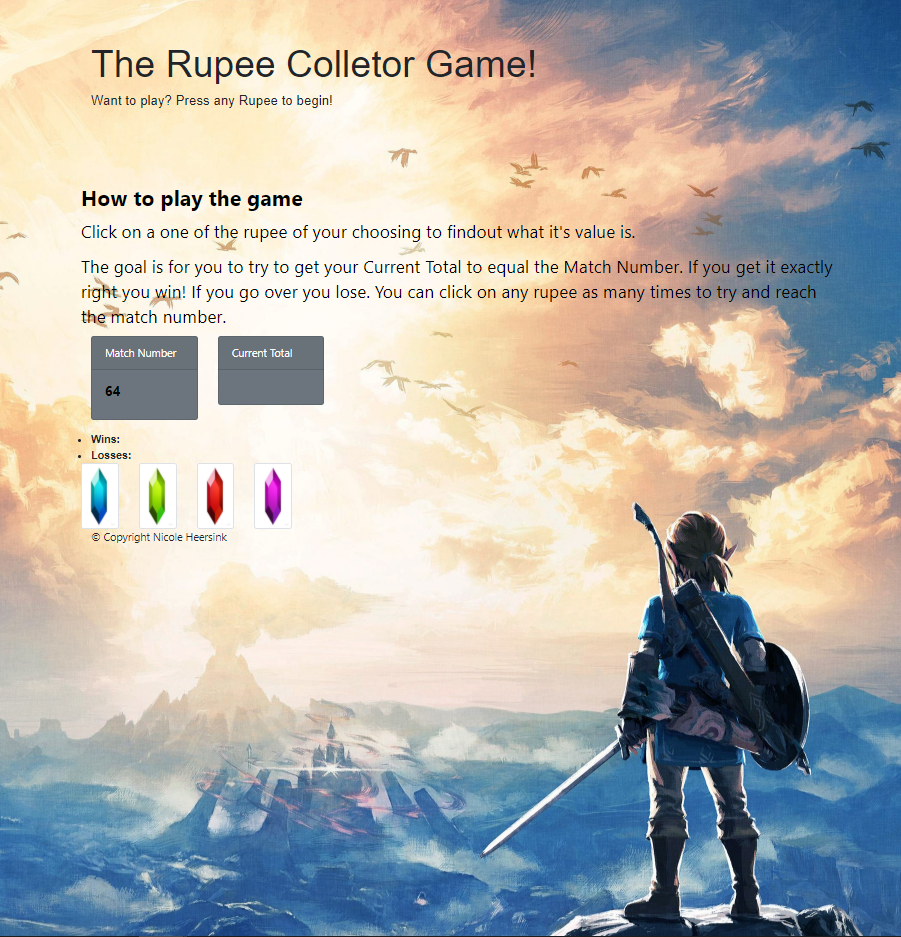 The Rupee Colletor Game!
Want to play? Press any Rupee to begin!
How to play the game
Click on a one of the rupee of your choosing to findout what it's value is.
The goal is for you to try to get your Current Total to equal the Match Number. If you get it exactly
right you win! If you go over you lose. You can click on any rupee as many times to try and reach
the match number.
Match Number
64
Current Total
Wins:
Losses:
© Copyright Nicole Heersink